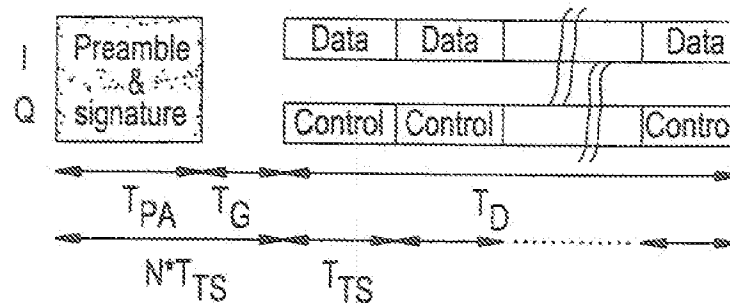 I Preamble Data Data Data
&
Q signature Control Control Contro
T_PA T_G T_D
N*T_TS T_TS